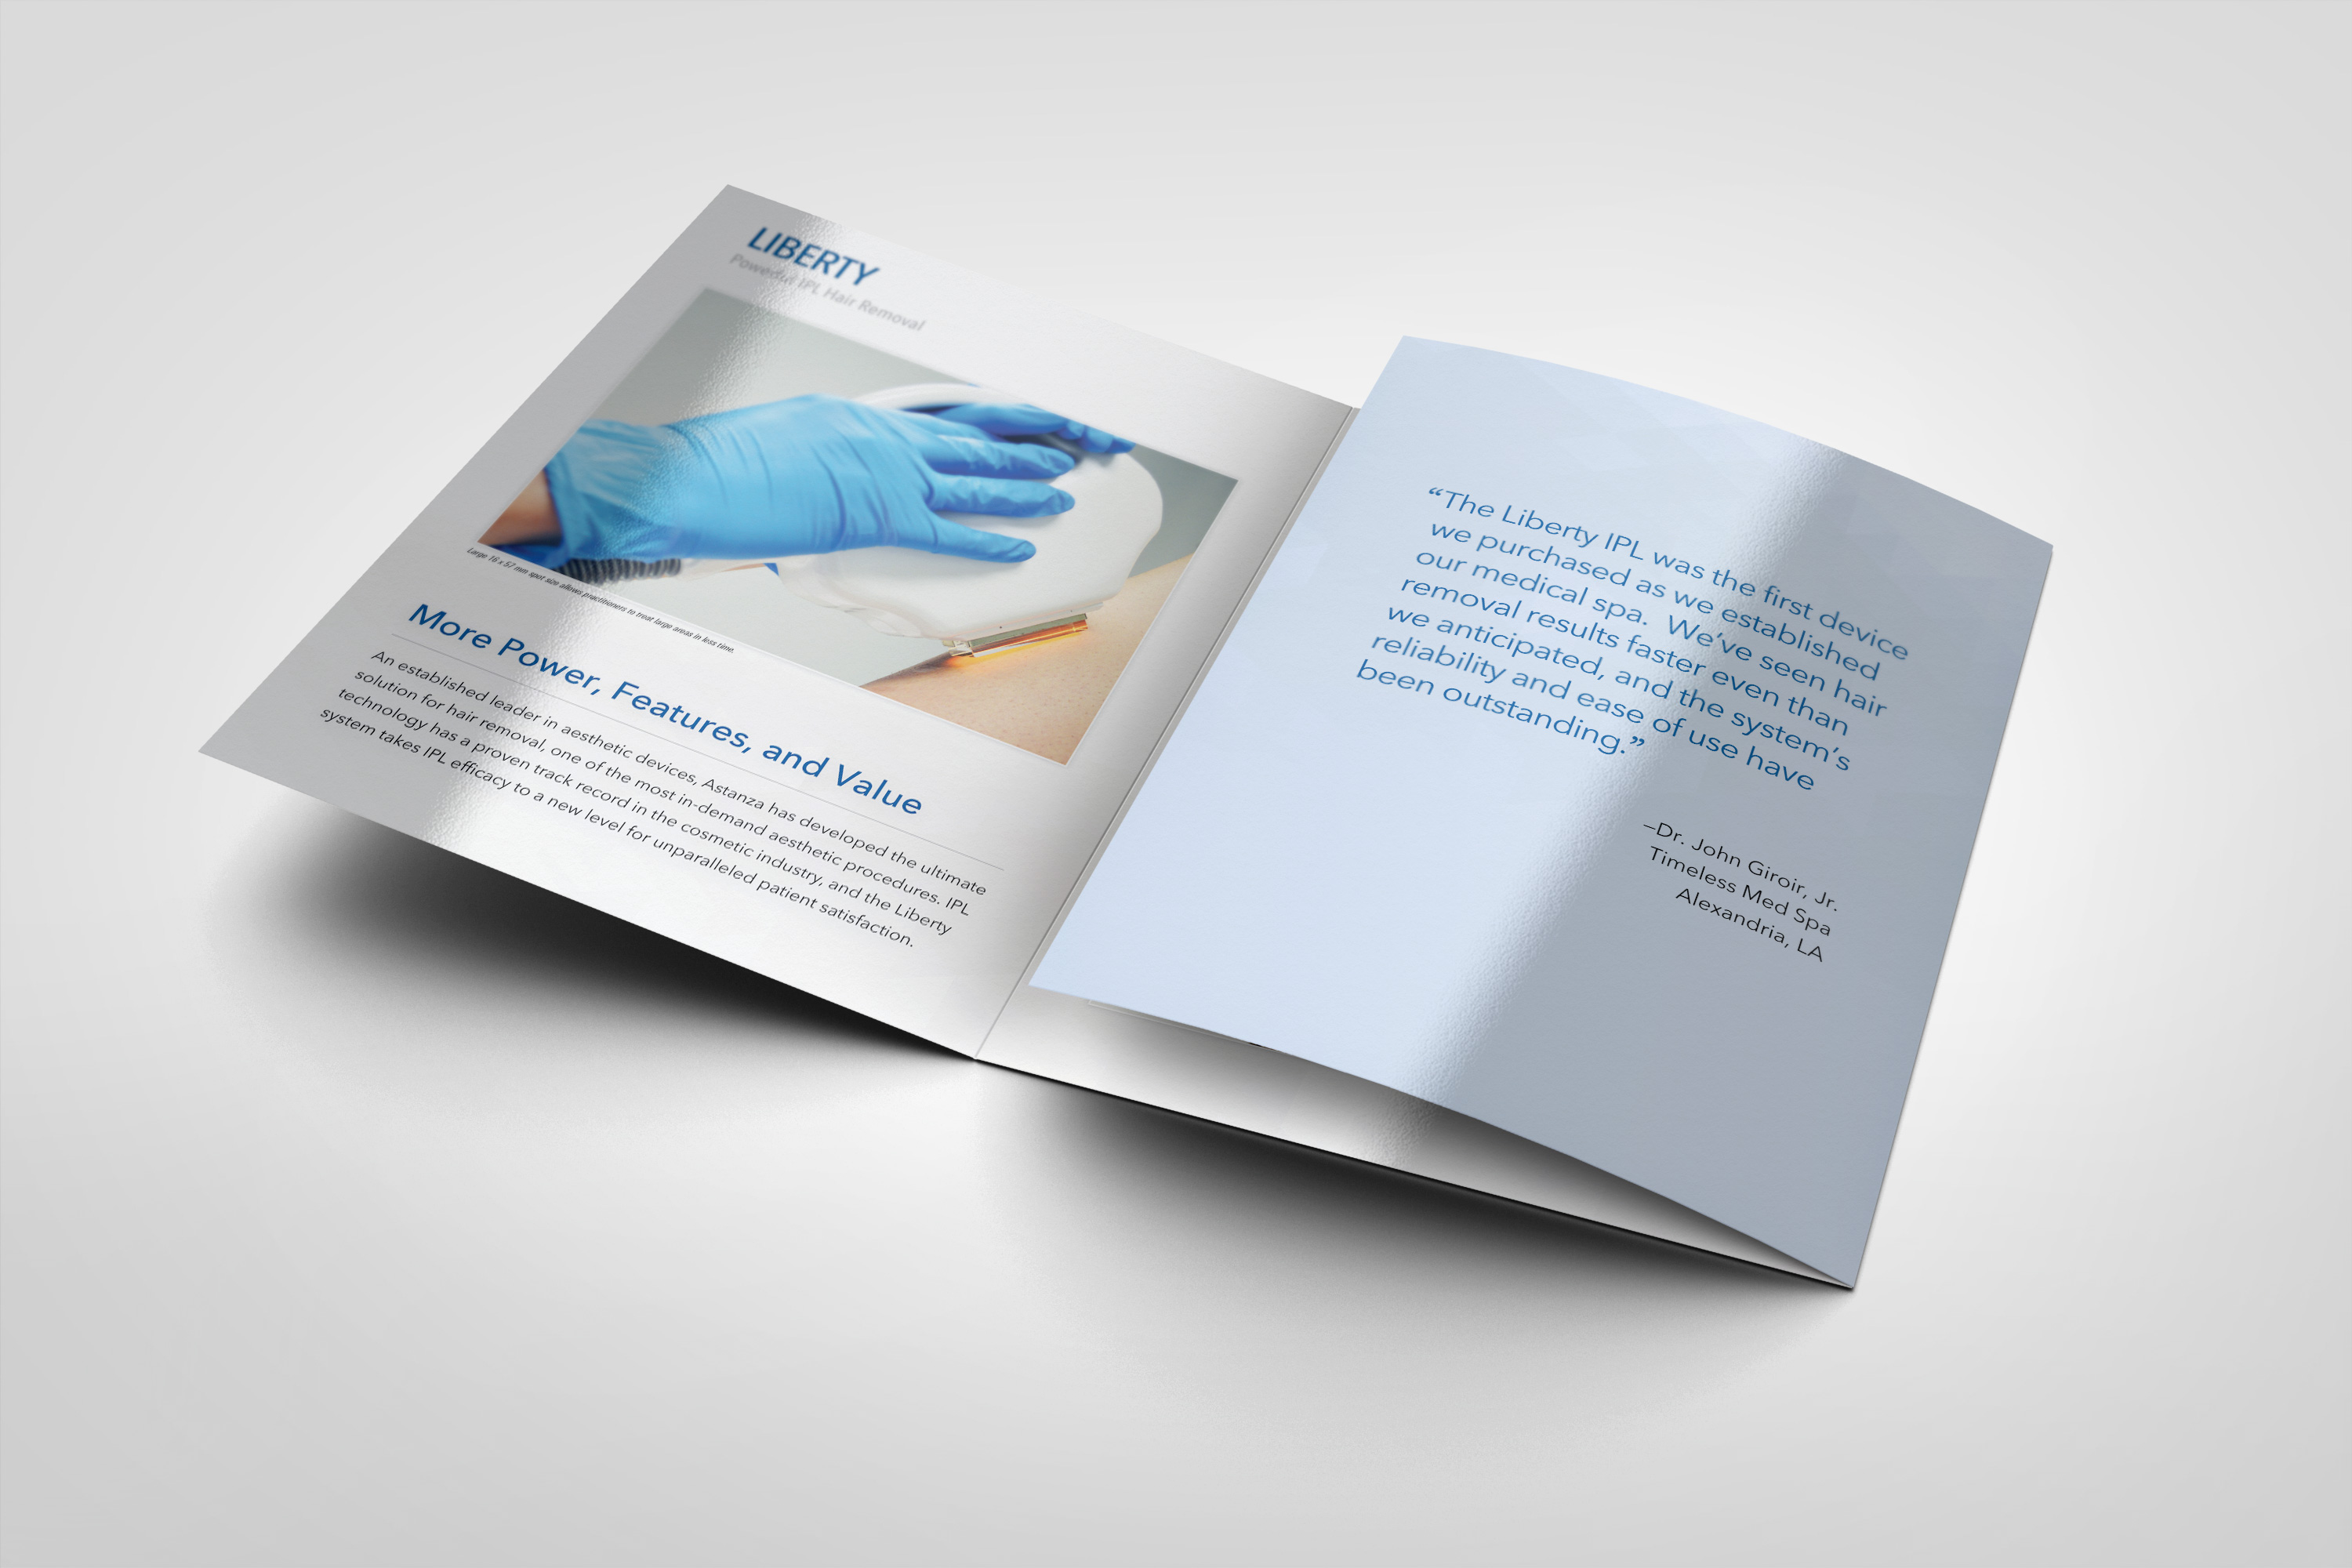 LIBERTY
Powerful IPL Hair Removal
Large 16 x 57 mm spot size allows practitioners to treat large areas in less time.
More Power, Features, and Value
An established leader in aesthetic devices, Astanza has developed the ultimate
solution for hair removal, one of the most in-demand aesthetic procedures. IPL
technology has a proven track record in the cosmetic industry, and the Liberty
system takes IPL efficacy to a new level for unparalleled patient satisfaction.
“The Liberty IPL was the first device
we purchased as we established
our medical spa.  We’ve seen hair
removal results faster even than
we anticipated, and the system’s
reliability and ease of use have
been outstanding.”
–Dr. John Giroir, Jr.
Timeless Med Spa
Alexandria, LA